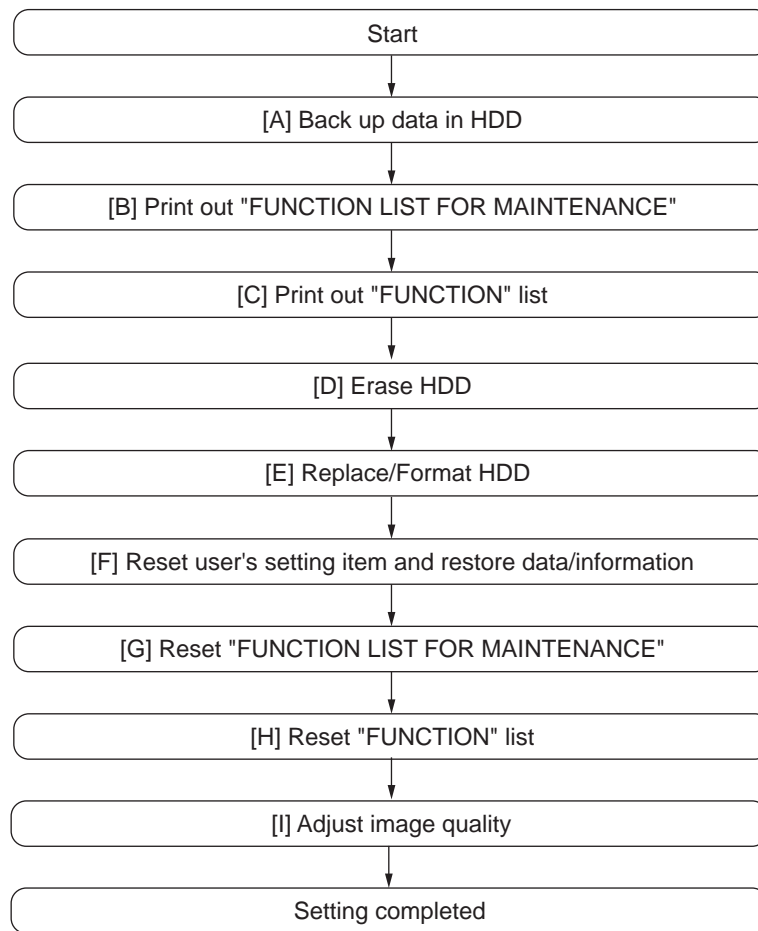 Start
[A] Back up data in HDD
[B] Print out "FUNCTION LIST FOR MAINTENANCE"
[C] Print out "FUNCTION" list
[D] Erase HDD
[E] Replace/Format HDD
[F] Reset user's setting item and restore data/information
[G] Reset "FUNCTION LIST FOR MAINTENANCE"
[H] Reset "FUNCTION" list
[I] Adjust image quality
Setting completed